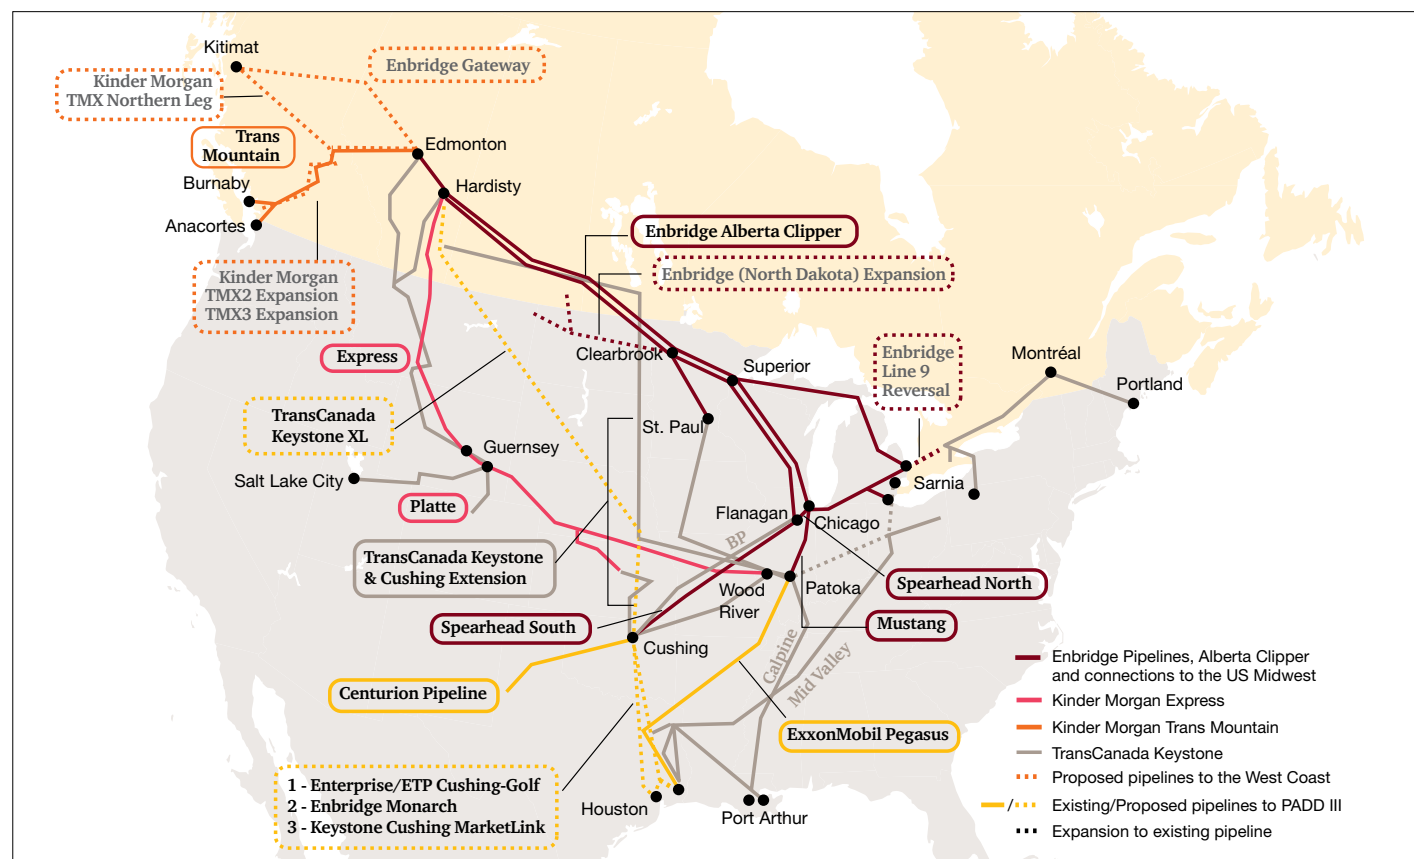 Kitimat
Enbridge Gateway
Kinder Morgan
TMX Northern Leg
Trans
Mountain
Edmonton
Burnaby
Hardisty
Anacortes
Enbridge Alberta Clipper
Enbridge (North Dakota) Expansion
Kinder Morgan
TMX2 Expansion
TMX3 Expansion
Express
Clearbrook
Superior
Enbridge
Line 9
Reversal
Montréal
Portland
TransCanada
Keystone XL
St. Paul
Guernsey
Salt Lake City
Sarnia
Platte
Flanagan
Chicago
BP
TransCanada Keystone
& Cushing Extension
Wood
River
Patoka
Spearhead North
Spearhead South
Mustang
Cushing
Calpine
Mid Valley
Centurion Pipeline
ExxonMobil Pegasus
1 - Enterprise/ETP Cushing-Golf
2 - Enbridge Monarch
3 - Keystone Cushing MarketLink
Houston
Port Arthur
Enbridge Pipelines, Alberta Clipper
and connections to the US Midwest
Kinder Morgan Express
Kinder Morgan Trans Mountain
TransCanada Keystone
Proposed pipelines to the West Coast
/ Existing/Proposed pipelines to PADD III
Expansion to existing pipeline